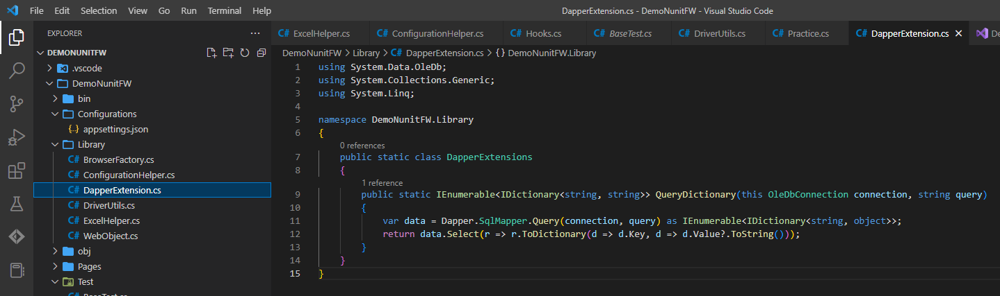 File Edit Selection View Go Run Terminal Help DapperExtension.cs - DemoNunitFW - Visual Studio Code
EXPLORER ···
DEMONUNITFW
.vscode
DemoNunitFW
bin
Configurations
{..} appsettings.json
Library
C# BrowserFactory.cs
C# ConfigurationHelper.cs
C# DapperExtension.cs
C# DriverUtils.cs
C# ExcelHelper.cs
C# WebObject.cs
obj
Pages
Test
BaseTest.cs
C# ExcelHelper.cs C# ConfigurationHelper.cs C# Hooks.cs C# BaseTest.cs C# DriverUtils.cs C# Practice.cs C# DapperExtension.cs De
DemoNunitFW > Library > C# DapperExtension.cs > {} DemoNunitFW.Library
1 using System.Data.OleDb;
2 using System.Collections.Generic;
3 using System.Linq;
4
5 namespace DemoNunitFW.Library
6 {
0 references
7 public static class DapperExtensions
8 {
1 reference
9 public static IEnumerable<IDictionary<string, string>> QueryDictionary(this OleDbConnection connection, string query)
10 {
11 var data = Dapper.SqlMapper.Query(connection, query) as IEnumerable<IDictionary<string, object>>;
12 return data.Select(r => r.ToDictionary(d => d.Key, d => d.Value?.ToString()));
13 }
14 }
15 }